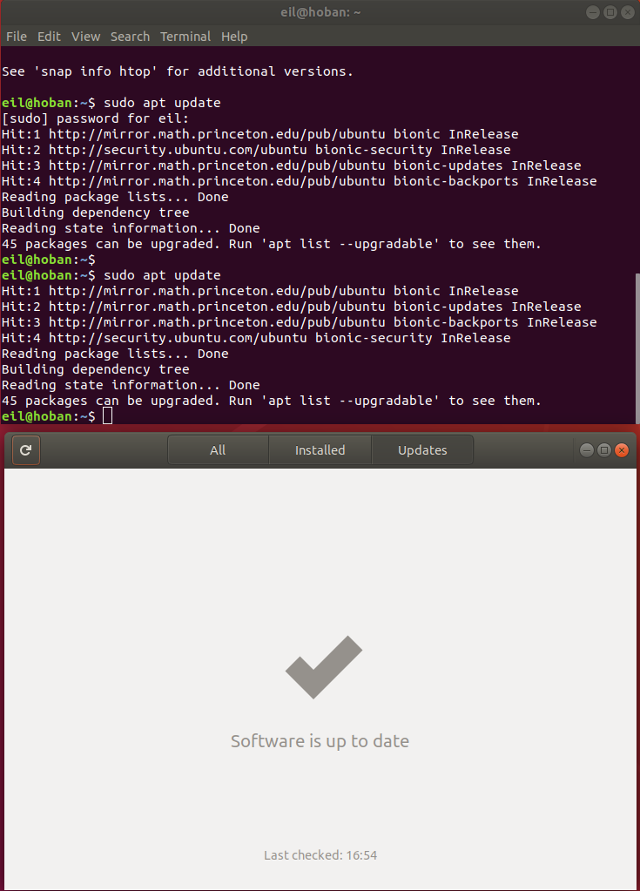 eil@hoban: ~
File Edit View Search Terminal Help
See 'snap info htop' for additional versions.
eil@hoban:~$ sudo apt update
[sudo] password for eil:
Hit:1 http://mirror.math.princeton.edu/pub/ubuntu bionic InRelease
Hit:2 http://security.ubuntu.com/ubuntu bionic-security InRelease
Hit:3 http://mirror.math.princeton.edu/pub/ubuntu bionic-updates InRelease
Hit:4 http://mirror.math.princeton.edu/pub/ubuntu bionic-backports InRelease
Reading package lists... Done
Building dependency tree
Reading state information... Done
45 packages can be upgraded. Run 'apt list --upgradable' to see them.
eil@hoban:~$
eil@hoban:~$ sudo apt update
Hit:1 http://mirror.math.princeton.edu/pub/ubuntu bionic InRelease
Hit:2 http://mirror.math.princeton.edu/pub/ubuntu bionic-updates InRelease
Hit:3 http://mirror.math.princeton.edu/pub/ubuntu bionic-backports InRelease
Hit:4 http://security.ubuntu.com/ubuntu bionic-security InRelease
Reading package lists... Done
Building dependency tree
Reading state information... Done
45 packages can be upgraded. Run 'apt list --upgradable' to see them.
eil@hoban:~$
All Installed Updates
Software is up to date
Last checked: 16:54